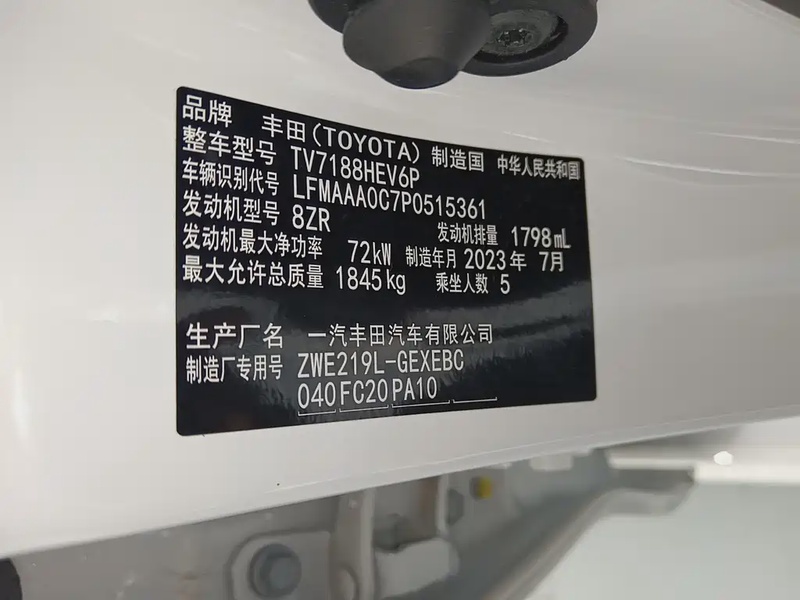 品牌 丰田(TOYOTA) 制造国 中华人民共和国
整车型号 TV7188HEV6P
车辆识别代号 LFMAAA0C7P0515361
发动机型号 8ZR 发动机排量 1798mL
发动机最大净功率 72kW 制造年月 2023年 7月
最大允许总质量 1845kg 乘坐人数 5
生产厂名 一汽丰田汽车有限公司
制造厂专用号 ZWE219L-GEXEBC
040 FC20 PA10